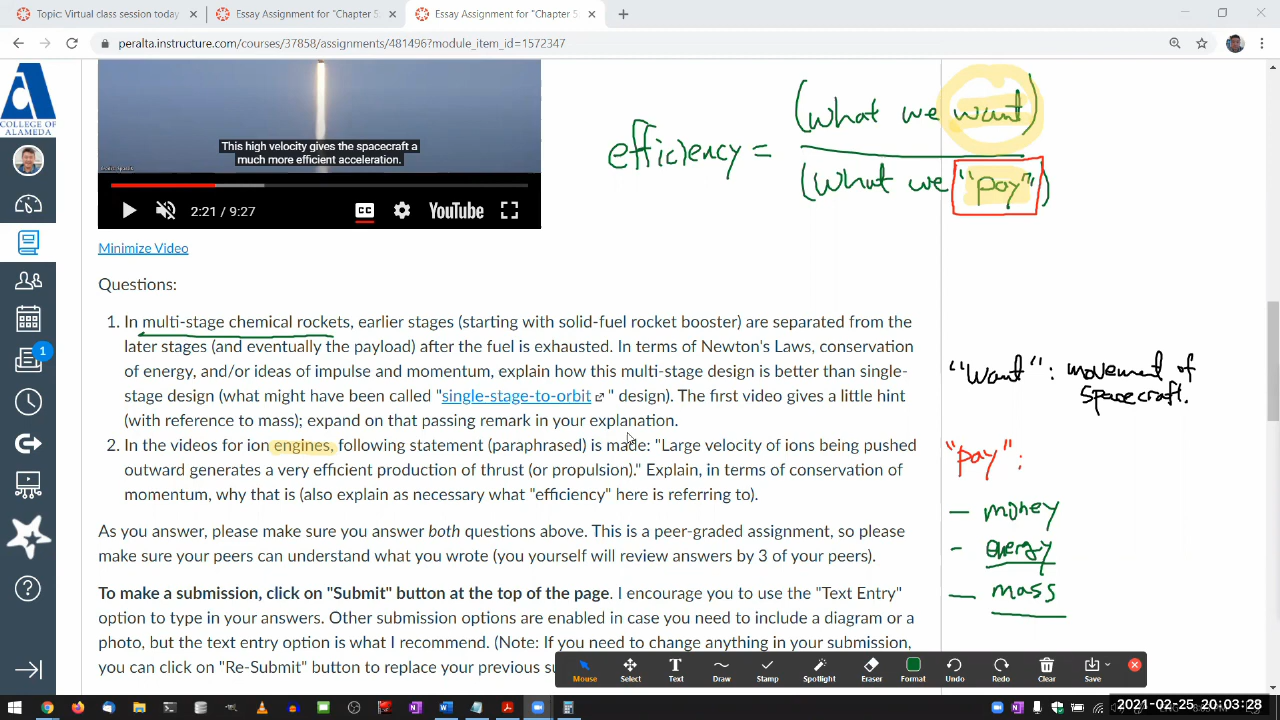 Topic: Virtual class session today
Essay Assignment for "Chapter 5
Essay Assignment for "Chapter 5
peralta.instructure.com/courses/37858/assignments/481496?module_item_id=1572347
COLLEGE OF
ALAMEDA
1
This high velocity gives the spacecraft a
much more efficient acceleration.
2:21 / 9:27
CC
YouTube
Minimize Video
efficiency = (what we want)
(what we "pay")
Questions:
1. In multi-stage chemical rockets, earlier stages (starting with solid-fuel rocket booster) are separated from the
later stages (and eventually the payload) after the fuel is exhausted. In terms of Newton's Laws, conservation
of energy, and/or ideas of impulse and momentum, explain how this multi-stage design is better than single-
stage design (what might have been called "single-stage-to-orbit " design). The first video gives a little hint
(with reference to mass); expand on that passing remark in your explanation.
2. In the videos for ion engines, following statement (paraphrased) is made: "Large velocity of ions being pushed
outward generates a very efficient production of thrust (or propulsion)." Explain, in terms of conservation of
momentum, why that is (also explain as necessary what "efficiency" here is referring to).
As you answer, please make sure you answer both questions above. This is a peer-graded assignment, so please
make sure your peers can understand what you wrote (you yourself will review answers by 3 of your peers).
To make a submission, click on "Submit" button at the top of the page. I encourage you to use the "Text Entry"
option to type in your answers. Other submission options are enabled in case you need to include a diagram or a
photo, but the text entry option is what I recommend. (Note: If you need to change anything in your submission,
you can click on "Re-Submit" button to replace your previous su
"Want": movement of
spacecraft.
"pay":
- money
- energy
- mass
Mouse
Select
Text
Draw
Stamp
Spotlight
Eraser
Format
Undo
Redo
Clear
Save
2021-02-25 20:03:28